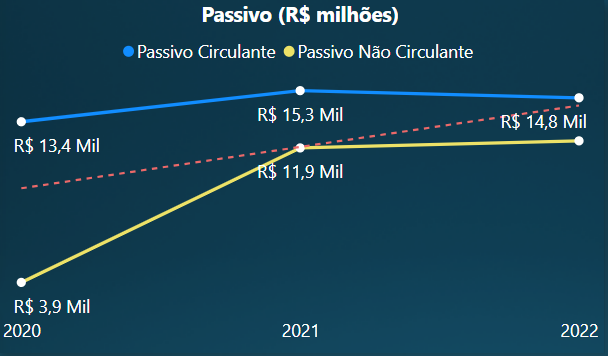 Passivo (R$ milhões)
Passivo Circulante Passivo Não Circulante
R$ 13,4 Mil
R$ 15,3 Mil
R$ 14,8 Mil
R$ 11,9 Mil
R$ 3,9 Mil
2020 2021 2022